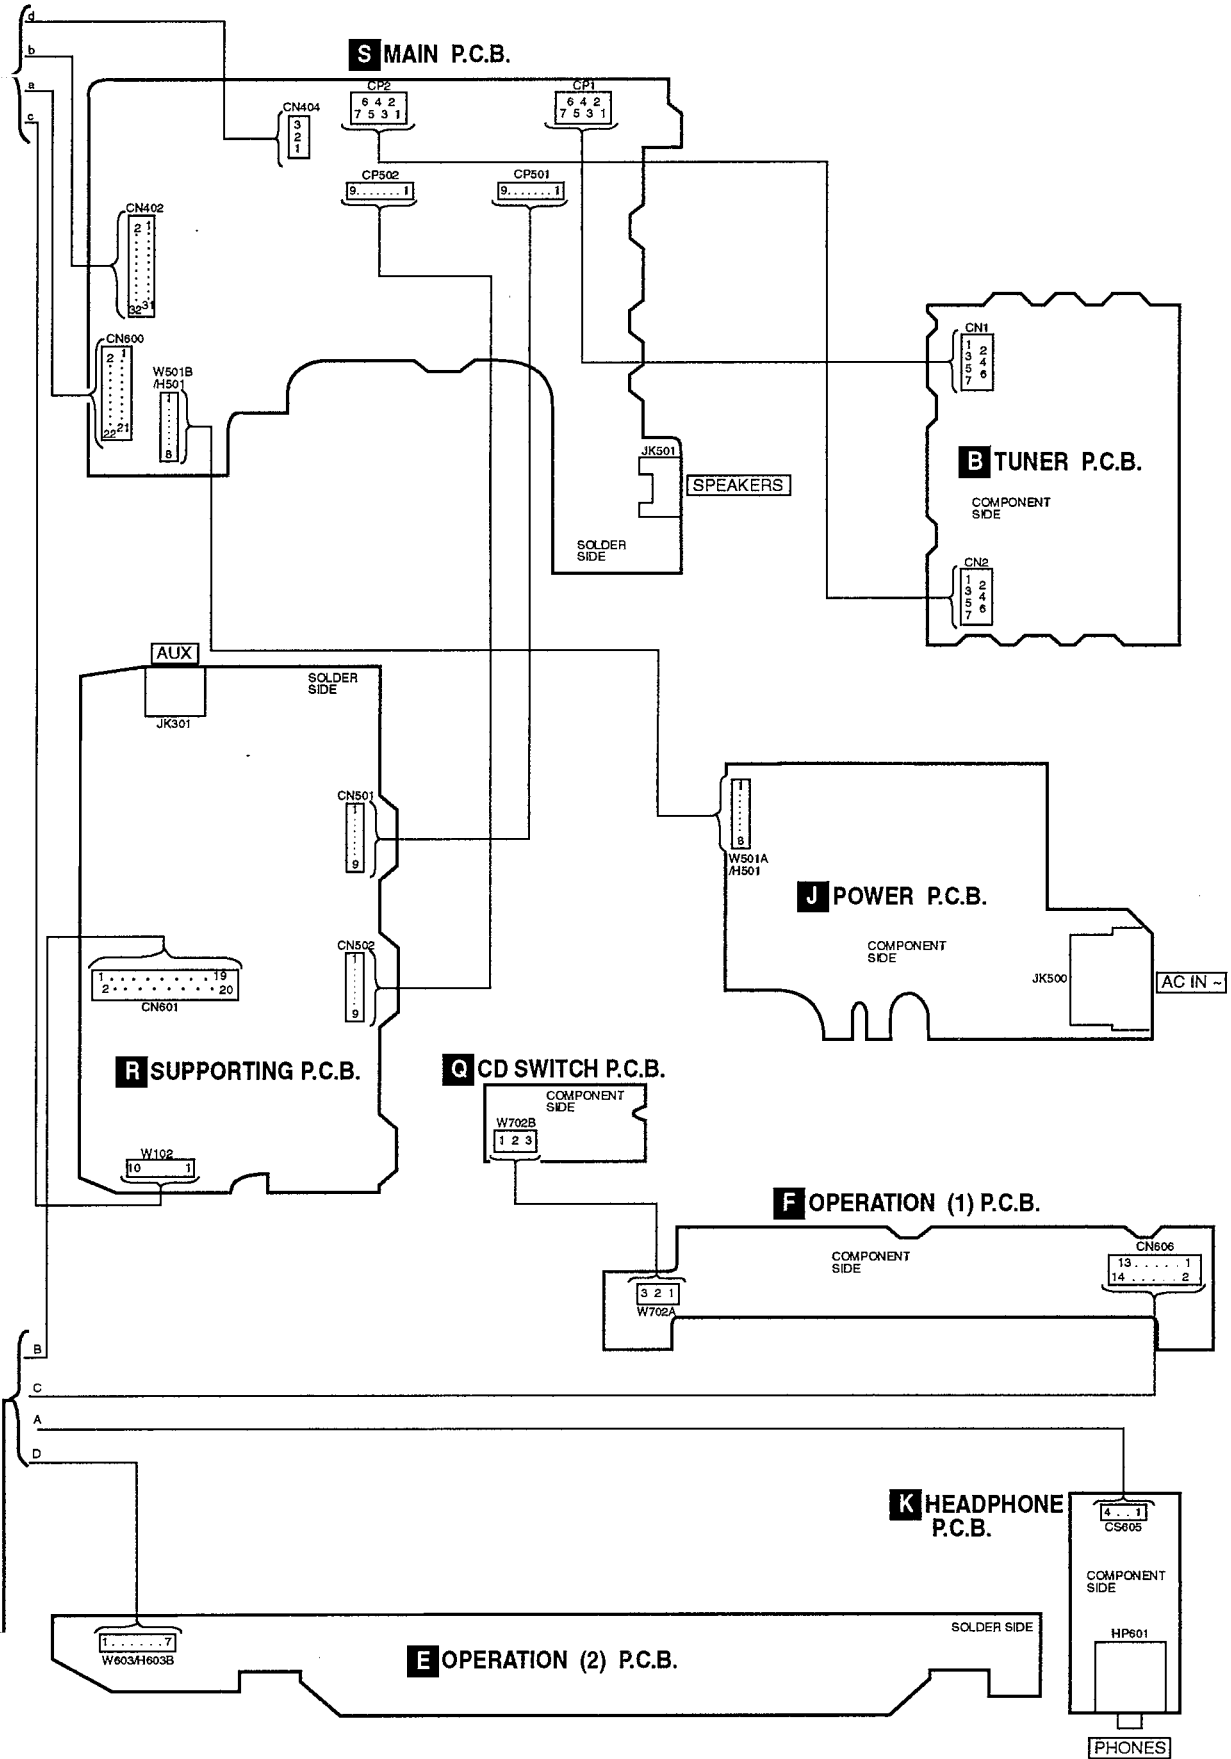 d
b
a
c
S MAIN P.C.B.
CP2
6 4 2
7 5 3 1
CP1
6 4 2
7 5 3 1
CN404
3
2
1
CP502
9.......1
CP501
9.......1
CN402
2 1
32 31
CN600
2 1
22 21
W501B
/H501
1
8
JK501
SPEAKERS
SOLDER
SIDE
CN1
1
3 2
5 4
7 6
B TUNER P.C.B.
COMPONENT
SIDE
CN2
1
3 2
5 4
7 6
AUX
JK301
SOLDER
SIDE
CN501
1
9
CN502
1
9
1 . . . . . . . . 19
2 . . . . . . . . 20
CN601
R SUPPORTING P.C.B.
W102
10 1
1
8
W501A
/H501
J POWER P.C.B.
COMPONENT
SIDE
JK500
AC IN ~
Q CD SWITCH P.C.B.
COMPONENT
SIDE
W702B
1 2 3
F OPERATION (1) P.C.B.
COMPONENT
SIDE
CN606
13 . . . . . 1
14 . . . . . 2
3 2 1
W702A
B
C
A
D
K HEADPHONE
P.C.B.
4 . . 1
CS605
COMPONENT
SIDE
HP601
PHONES
1 . . . . . . 7
W603/H603B
E OPERATION (2) P.C.B.
SOLDER SIDE